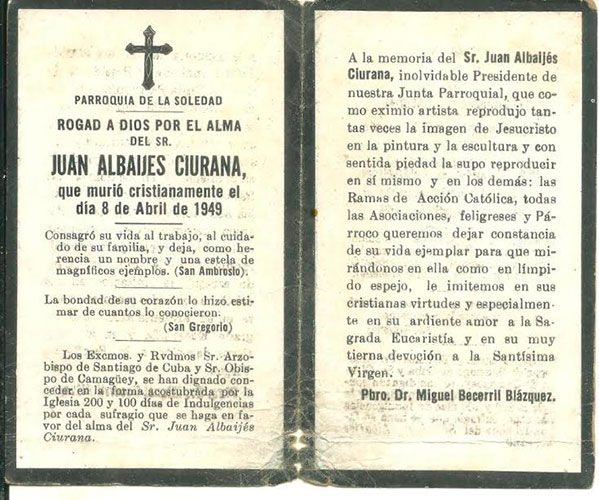 PARROQUIA DE LA SOLEDAD
ROGAD A DIOS POR EL ALMA
DEL SR.
JUAN ALBAIJES CIURANA,
que murió cristianamente el
día 8 de Abril de 1949
Consagró su vida al trabajo, al cuida-
do de su familia, y deja, como he-
rencia un nombre y una estela de
magníficos ejemplos. (San Ambrosio).
La bondad de su corazón lo hizo esti-
mar de cuantos lo conocieron.
(San Gregorio)
Los Excmos. y Rvdmos Sr. Arzo-
bispo de Santiago de Cuba y Sr. Obis-
po de Camagüey, se han dignado con-
ceder en la forma acostubrada por la
Iglesia 200 y 100 días de Indulgencias
por cada sufragio que se haga en fa-
vor del alma del Sr. Juan Albaijés
Ciurana.
A la memoria del Sr. Juan Albaijés
Ciurana, inolvidable Presidente de
nuestra Junta Parroquial, que co-
mo eximio artista reprodujo tan-
tas veces la imagen de Jesucristo
en la pintura y la escultura y con
sentida piedad la supo reproducir
en sí mismo y en los demás: las
Ramas de Acción Católica, todas
las Asociaciones, feligreses y Pá-
rroco queremos dejar constancia
de su vida ejemplar para que mi-
rándonos en ella como en límpi-
do espejo, le imitemos en sus
cristianas virtudes y especialmen-
te en su ardiente amor a la Sa-
grada Eucaristía y en su muy
tierna devoción a la Santísima
Virgen.
Pbro. Dr. Miguel Becerril Blázquez.